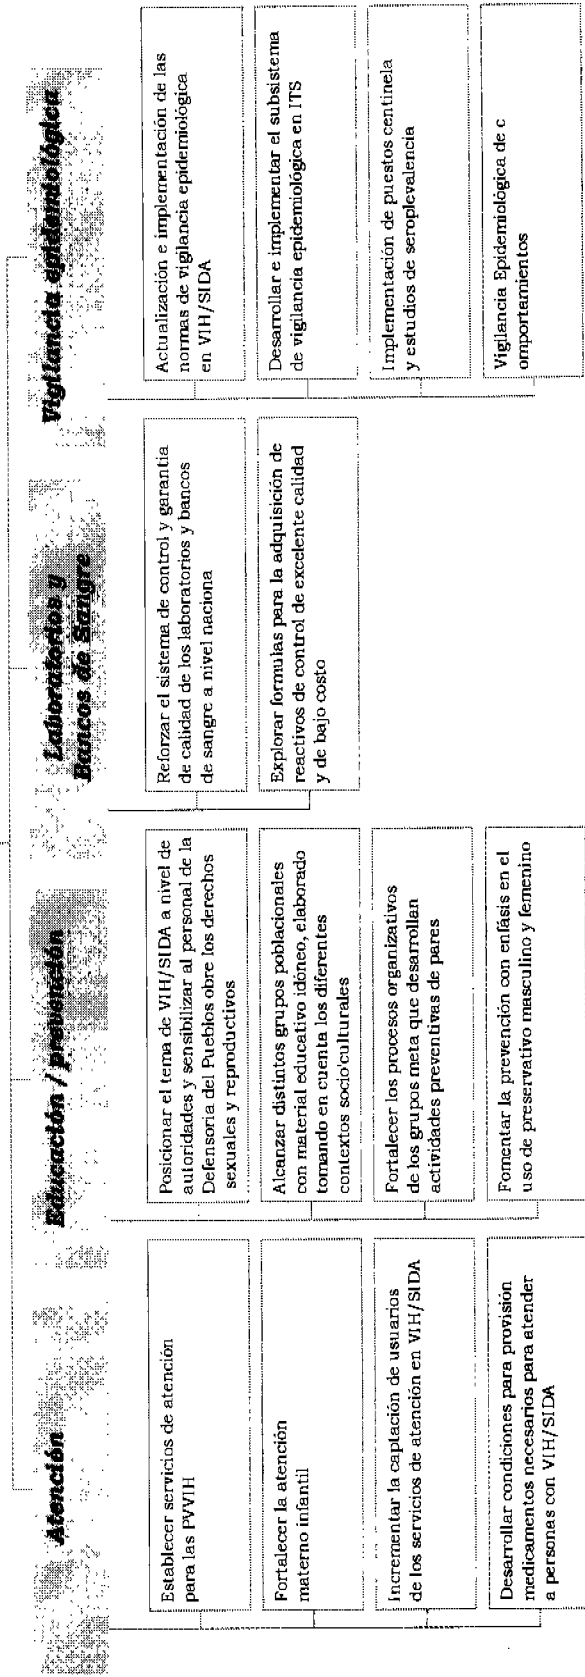 Atención
Establecer servicios de atención
para las PVVIH
Fortalecer la atención
materno infantil
Incrementar la captación de usuarios
de los servicios de atención en VIH/SIDA
Desarrollar condiciones para provisión
medicamentos necesarios para atender
a personas con VIH/SIDA
Educación / prevención
Posicionar el tema de VIH/SIDA a nivel de
autoridades y sensibilizar al personal de la
Defensoria del Pueblos obre los derechos
sexuales y reproductivos
Alcanzar distintos grupos poblacionales
con material educativo idóneo, elaborado
tomando en cuenta los diferentes
contextos socio'culturales
Fortalecer los procesos organizativos
de los grupos meta que desarrollan
actividades preventivas de pares
Fomentar la prevención con enfásis en el
uso de preservativo masculino y femenino
Laboratorios y
Bancos de Sangre
Reforzar el sistema de control y garantia
de calidad de los laboratorios y bancos
de sangre a nivel naciona
Explorar formulas para la adquisición de
reactivos de control de excelente calidad
y de bajo costo
Vigilancia epidemiológica
Actualización e implementación de las
normas de vigilancia epidemiológica
en VIH/SIDA
Desarrollar e implementar el subsistema
de vigilancia epidemiológica en ITS
Implementación de puestos centinela
y estudios de seroplevalencia
Vigilancia Epidemiológica de c
omportamientos